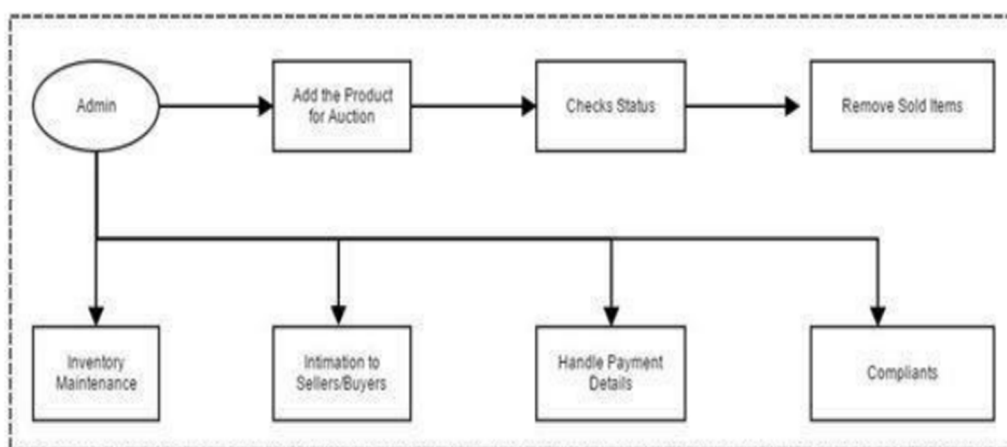 Admin
Add the Product
for Auction
Checks Status
Remove Sold Items
Inventory
Maintenance
Intimation to
Sellers/Buyers
Handle Payment
Details
Compliants